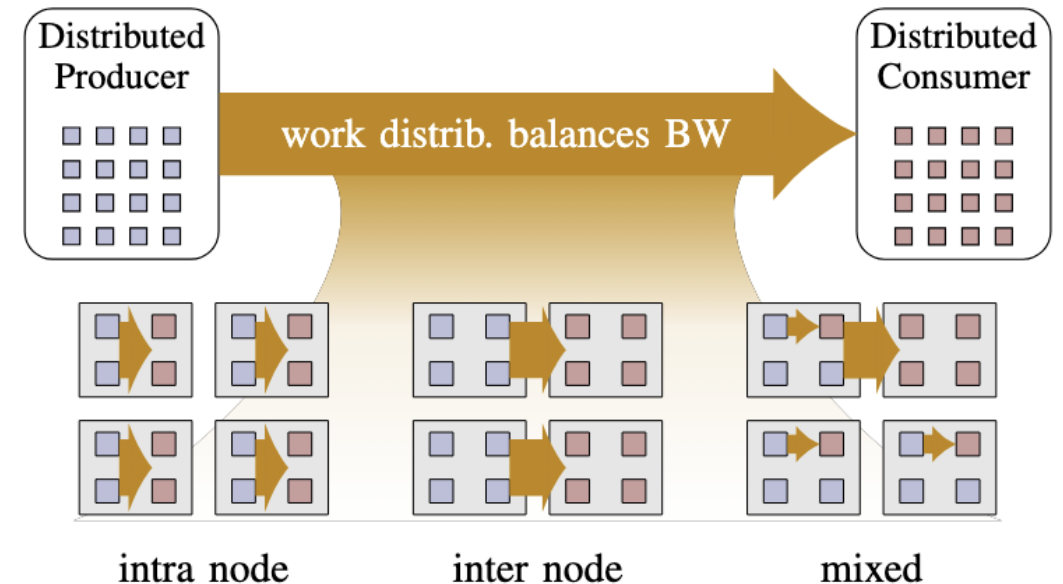 Distributed
Producer
work distrib. balances BW
Distributed
Consumer
intra node
inter node
mixed